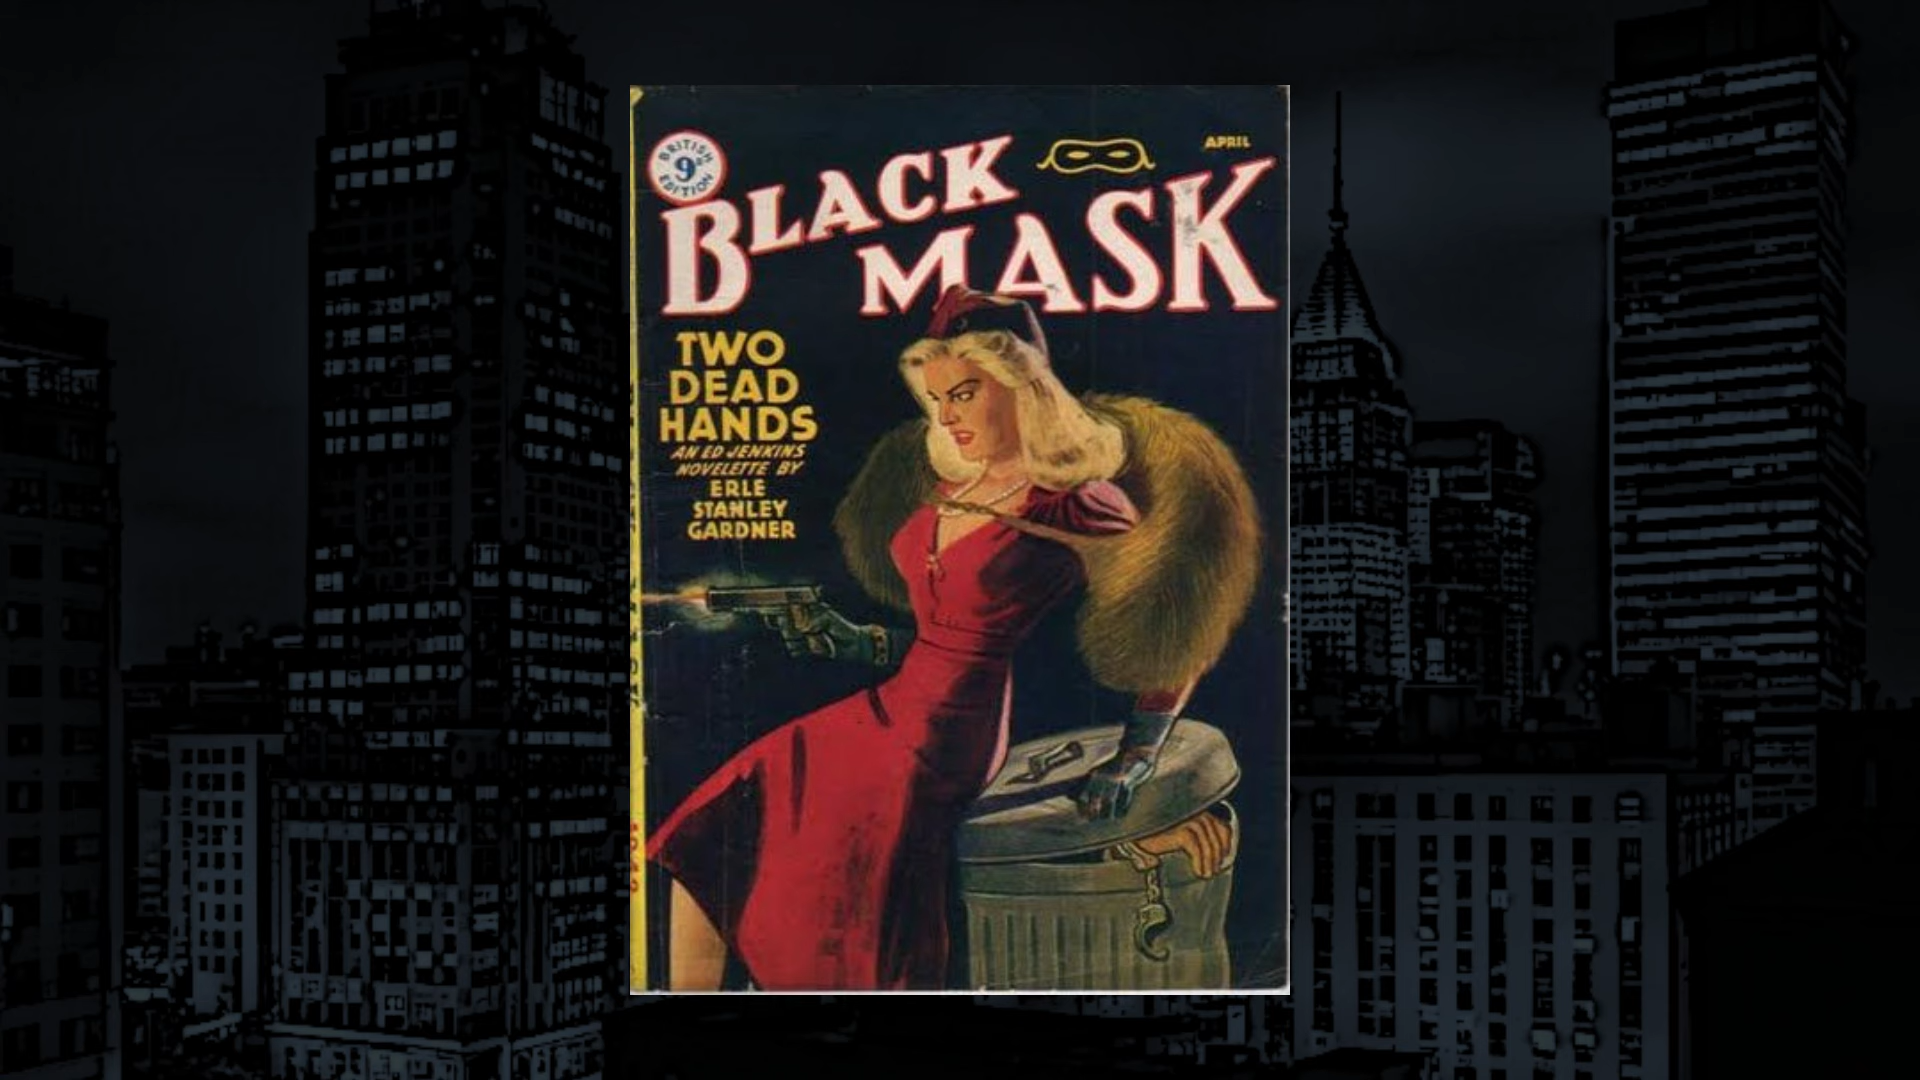 BRITISH
9D
EDITION
APRIL
BLACK
MASK
TWO
DEAD
HANDS
AN ED JENKINS
NOVELETTE BY
ERLE
STANLEY
GARDNER